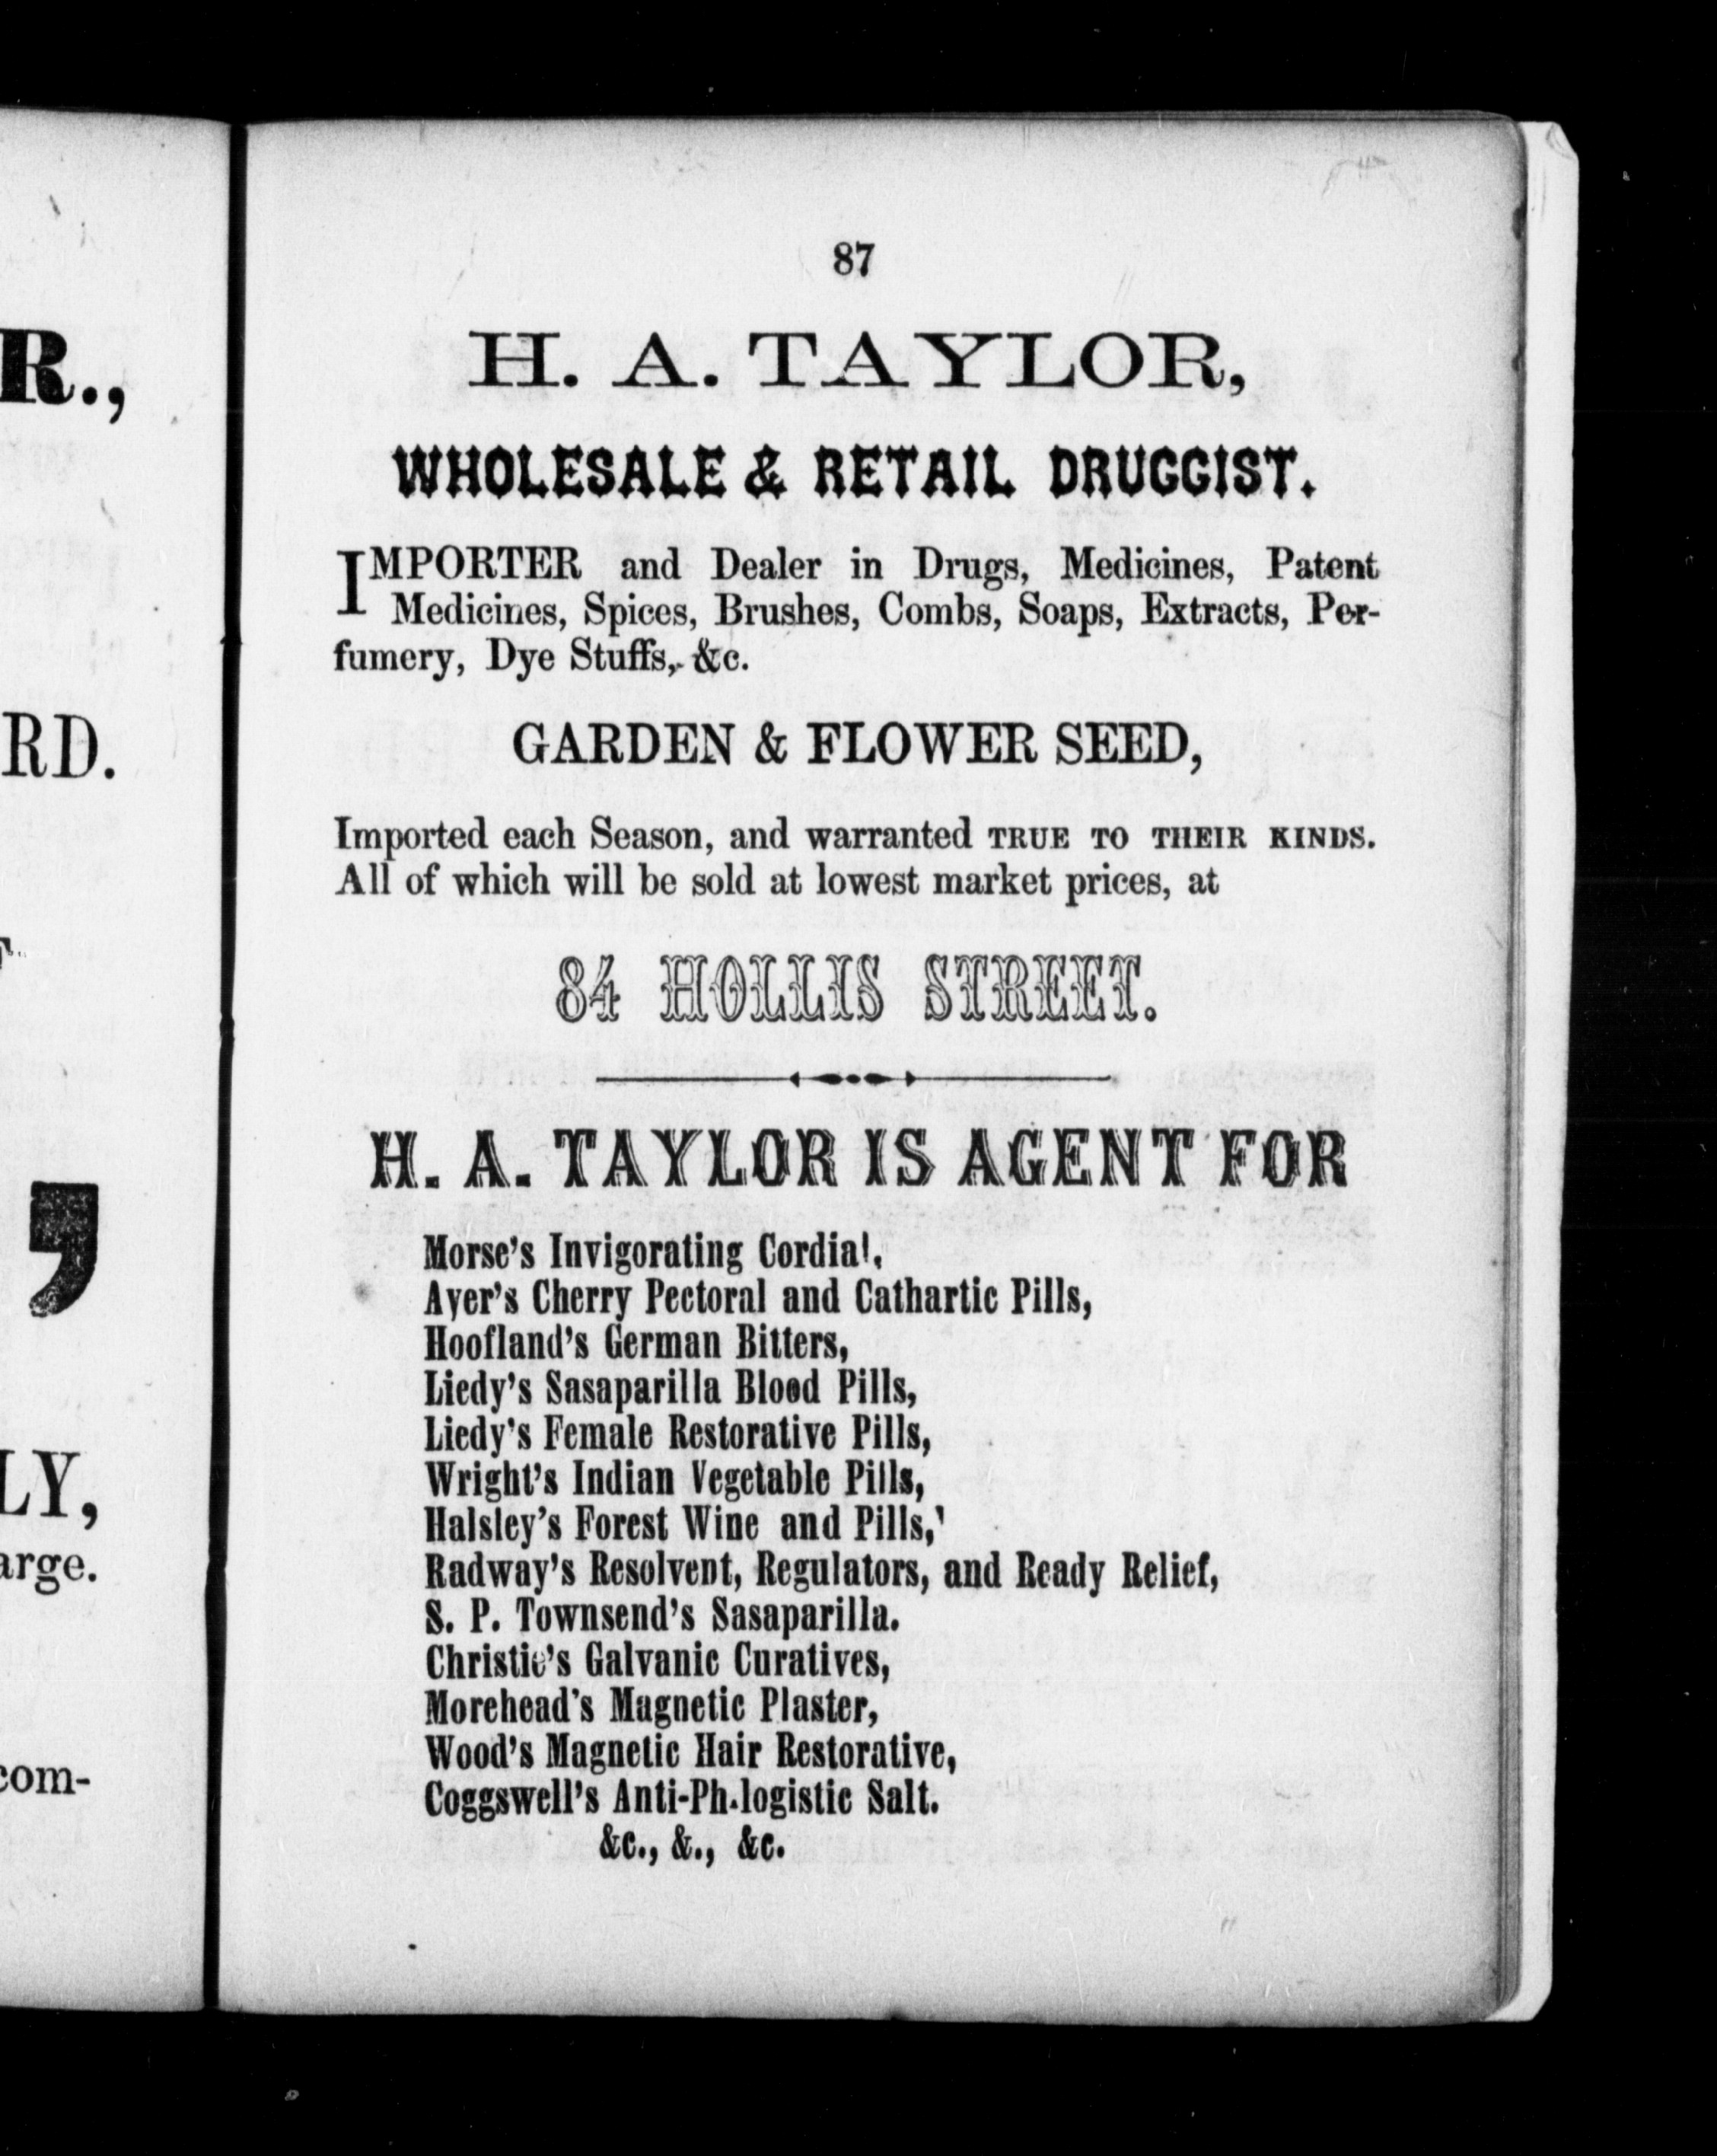 R.,
RD.
,
LY,
arge.
com-
87
H. A. TAYLOR,
WHOLESALE & RETAIL DRUGGIST.
IMPORTER and Dealer in Drugs, Medicines, Patent
Medicines, Spices, Brushes, Combs, Soaps, Extracts, Per-
fumery, Dye Stuffs, &c.
GARDEN & FLOWER SEED,
Imported each Season, and warranted TRUE TO THEIR KINDS.
All of which will be sold at lowest market prices, at
84 HOLLIS STREET.
H. A. TAYLOR IS AGENT FOR
Morse's Invigorating Cordial,
Ayer's Cherry Pectoral and Cathartic Pills,
Hoofland's German Bitters,
Liedy's Sasaparilla Blood Pills,
Liedy's Female Restorative Pills,
Wright's Indian Vegetable Pills,
Halsley's Forest Wine and Pills,'
Radway's Resolvent, Regulators, and Ready Relief,
S. P. Townsend's Sasaparilla.
Christie's Galvanic Curatives,
Morehead's Magnetic Plaster,
Wood's Magnetic Hair Restorative,
Coggswell's Anti-Ph.logistic Salt.
&c., &., &c.